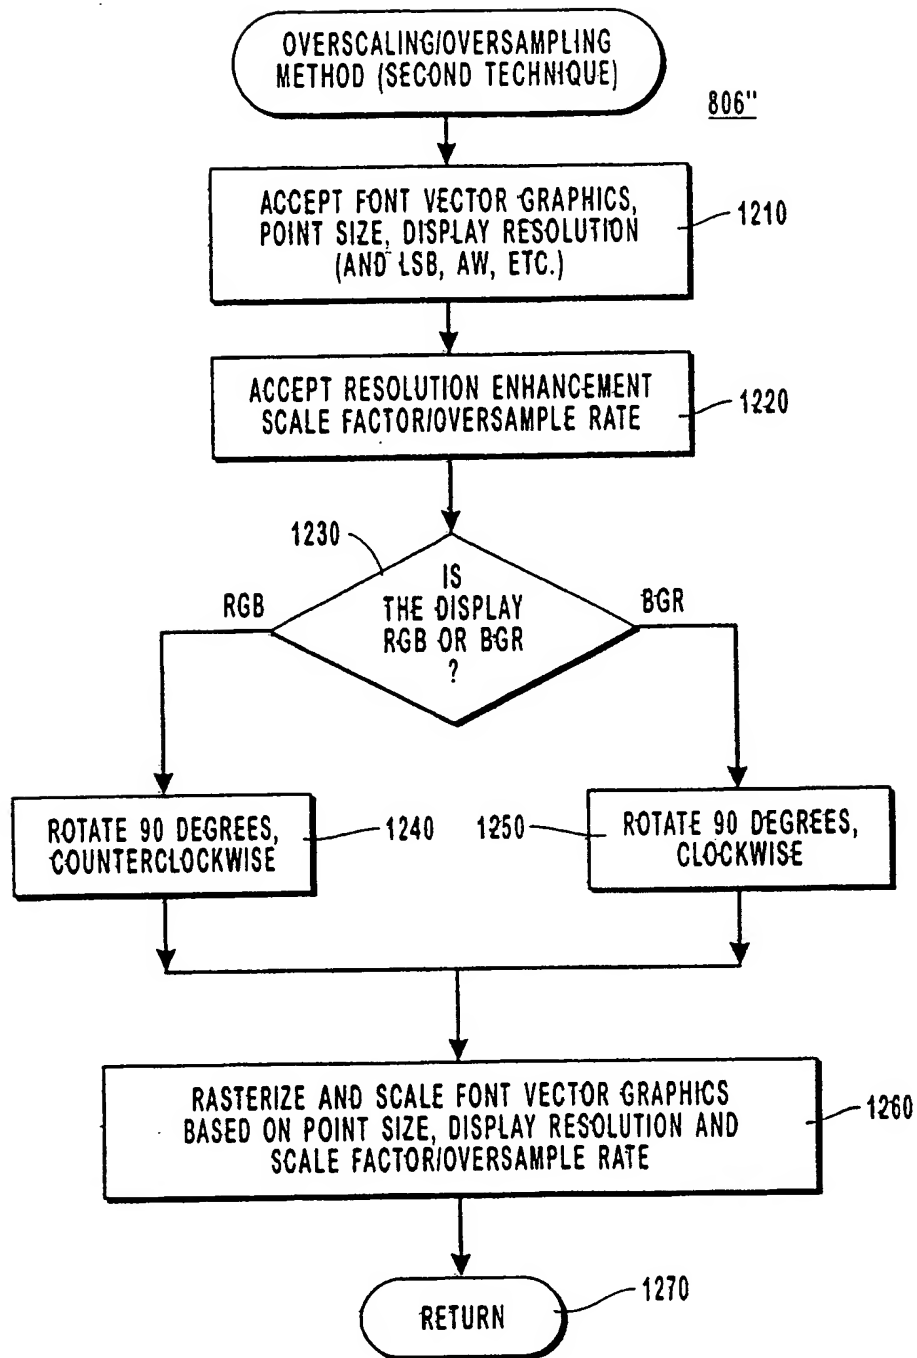 OVERSCALING/OVERSAMPLING
METHOD (SECOND TECHNIQUE)
806"
ACCEPT FONT VECTOR GRAPHICS,
POINT SIZE, DISPLAY RESOLUTION
(AND LSB, AW, ETC.)
1210
ACCEPT RESOLUTION ENHANCEMENT
SCALE FACTOR/OVERSAMPLE RATE
1220
1230
IS
THE DISPLAY
RGB OR BGR
?
RGB
BGR
ROTATE 90 DEGREES,
COUNTERCLOCKWISE
1240
1250
ROTATE 90 DEGREES,
CLOCKWISE
RASTERIZE AND SCALE FONT VECTOR GRAPHICS
BASED ON POINT SIZE, DISPLAY RESOLUTION AND
SCALE FACTOR/OVERSAMPLE RATE
1260
RETURN
1270